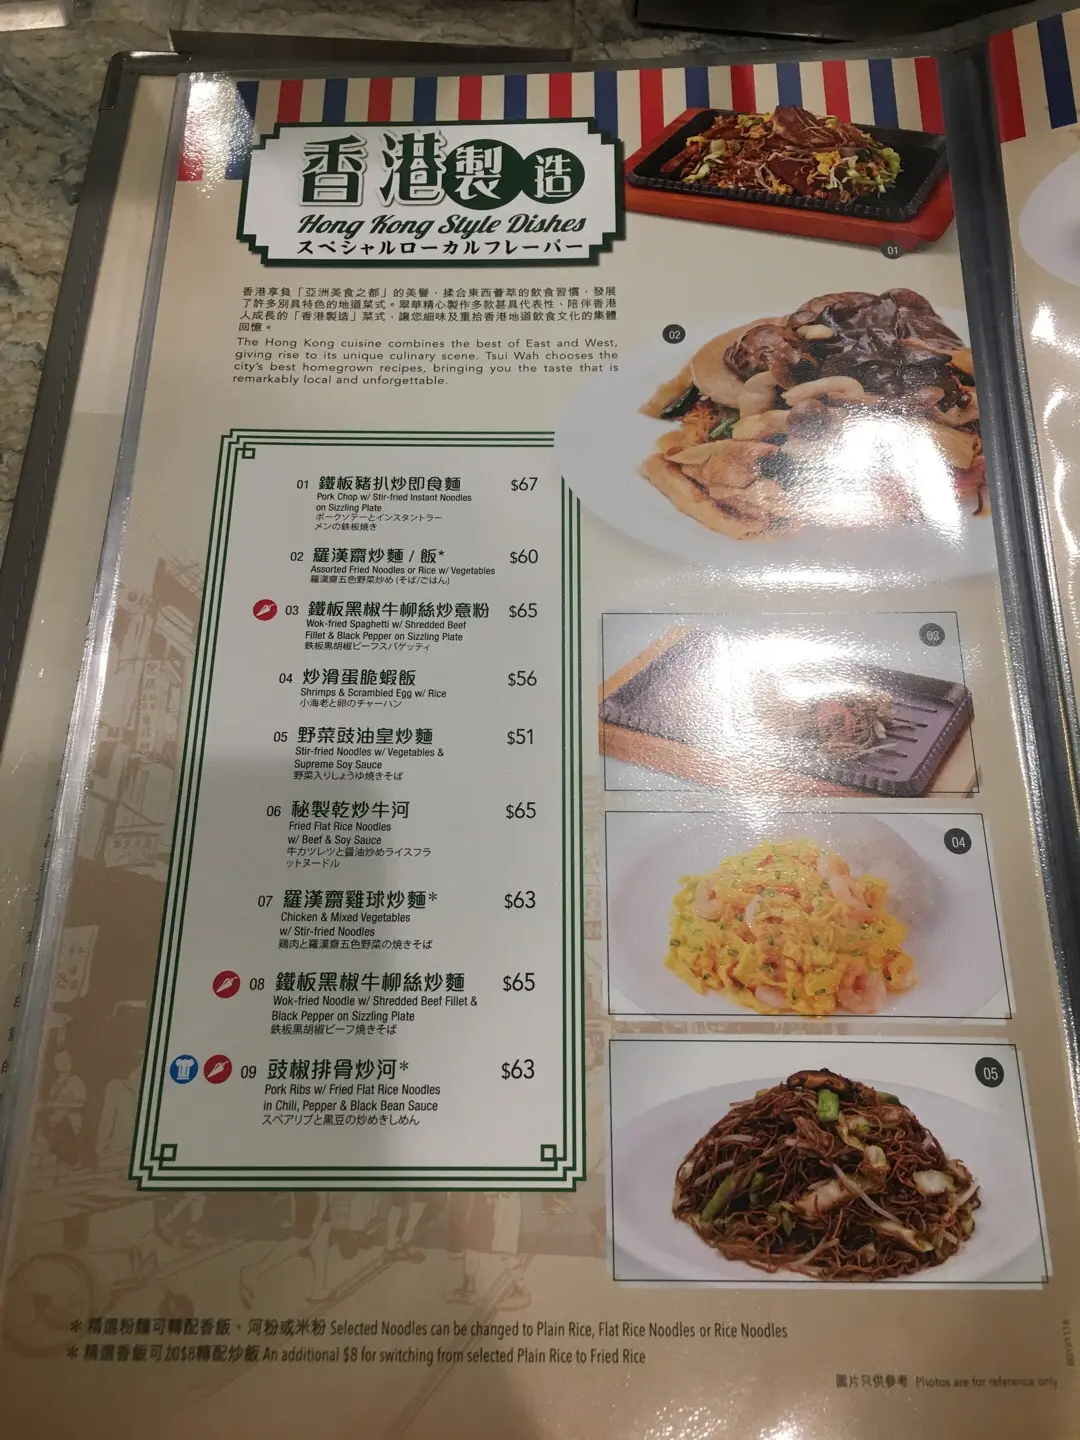 香港製造
Hong Kong Style Dishes
スペシャルローカルフレーバー
01
香港享負「亞洲美食之都」的美譽，揉合東西薈萃的飲食習慣，發展
了許多別具特色的地道菜式。翠華精心製作多款甚具代表性、陪伴香港
人成長的「香港製造」菜式，讓您細味及重拾香港地道飲食文化的集體
回憶。
The Hong Kong cuisine combines the best of East and West,
giving rise to its unique culinary scene. Tsui Wah chooses the
city's best homegrown recipes, bringing you the taste that is
remarkably local and unforgettable.
02
01 鐵板豬扒炒即食麵 $67
Pork Chop w/ Stir-fried Instant Noodles
on Sizzling Plate
ポークソテーとインスタントラー
メンの鉄板焼き
02 羅漢齋炒麵 / 飯* $60
Assorted Fried Noodles or Rice w/ Vegetables
羅漢齋五色野菜炒め (そば/ごはん)
03 鐵板黑椒牛柳絲炒意粉 $65
Wok-fried Spaghetti w/ Shredded Beef
Fillet & Black Pepper on Sizzling Plate
鉄板黒胡椒ビーフスパゲッティ
04 炒滑蛋脆蝦飯 $56
Shrimps & Scrambled Egg w/ Rice
小海老と卵のチャーハン
05 野菜豉油皇炒麵 $51
Stir-fried Noodles w/ Vegetables &
Supreme Soy Sauce
野菜入りしょうゆ焼きそば
06 秘製乾炒牛河 $65
Fried Flat Rice Noodles
w/ Beef & Soy Sauce
牛カツレツと醤油炒めライスフラ
ットヌードル
07 羅漢齋雞球炒麵* $63
Chicken & Mixed Vegetables
w/ Stir-fried Noodles
鶏肉と羅漢齋五色野菜の焼きそば
08 鐵板黑椒牛柳絲炒麵 $65
Wok-fried Noodle w/ Shredded Beef Fillet &
Black Pepper on Sizzling Plate
鉄板黒胡椒ビーフ焼きそば
09 豉椒排骨炒河* $63
Pork Ribs w/ Fried Flat Rice Noodles
in Chili, Pepper & Black Bean Sauce
スペアリブと黒豆の炒めきしめん
03
04
05
* 精選粉麵可轉配香飯、河粉或米粉 Selected Noodles can be changed to Plain Rice, Flat Rice Noodles or Rice Noodles
* 精選香飯可加$8轉配炒飯 An additional $8 for switching from selected Plain Rice to Fried Rice
圖片只供參考 Photos are for reference only